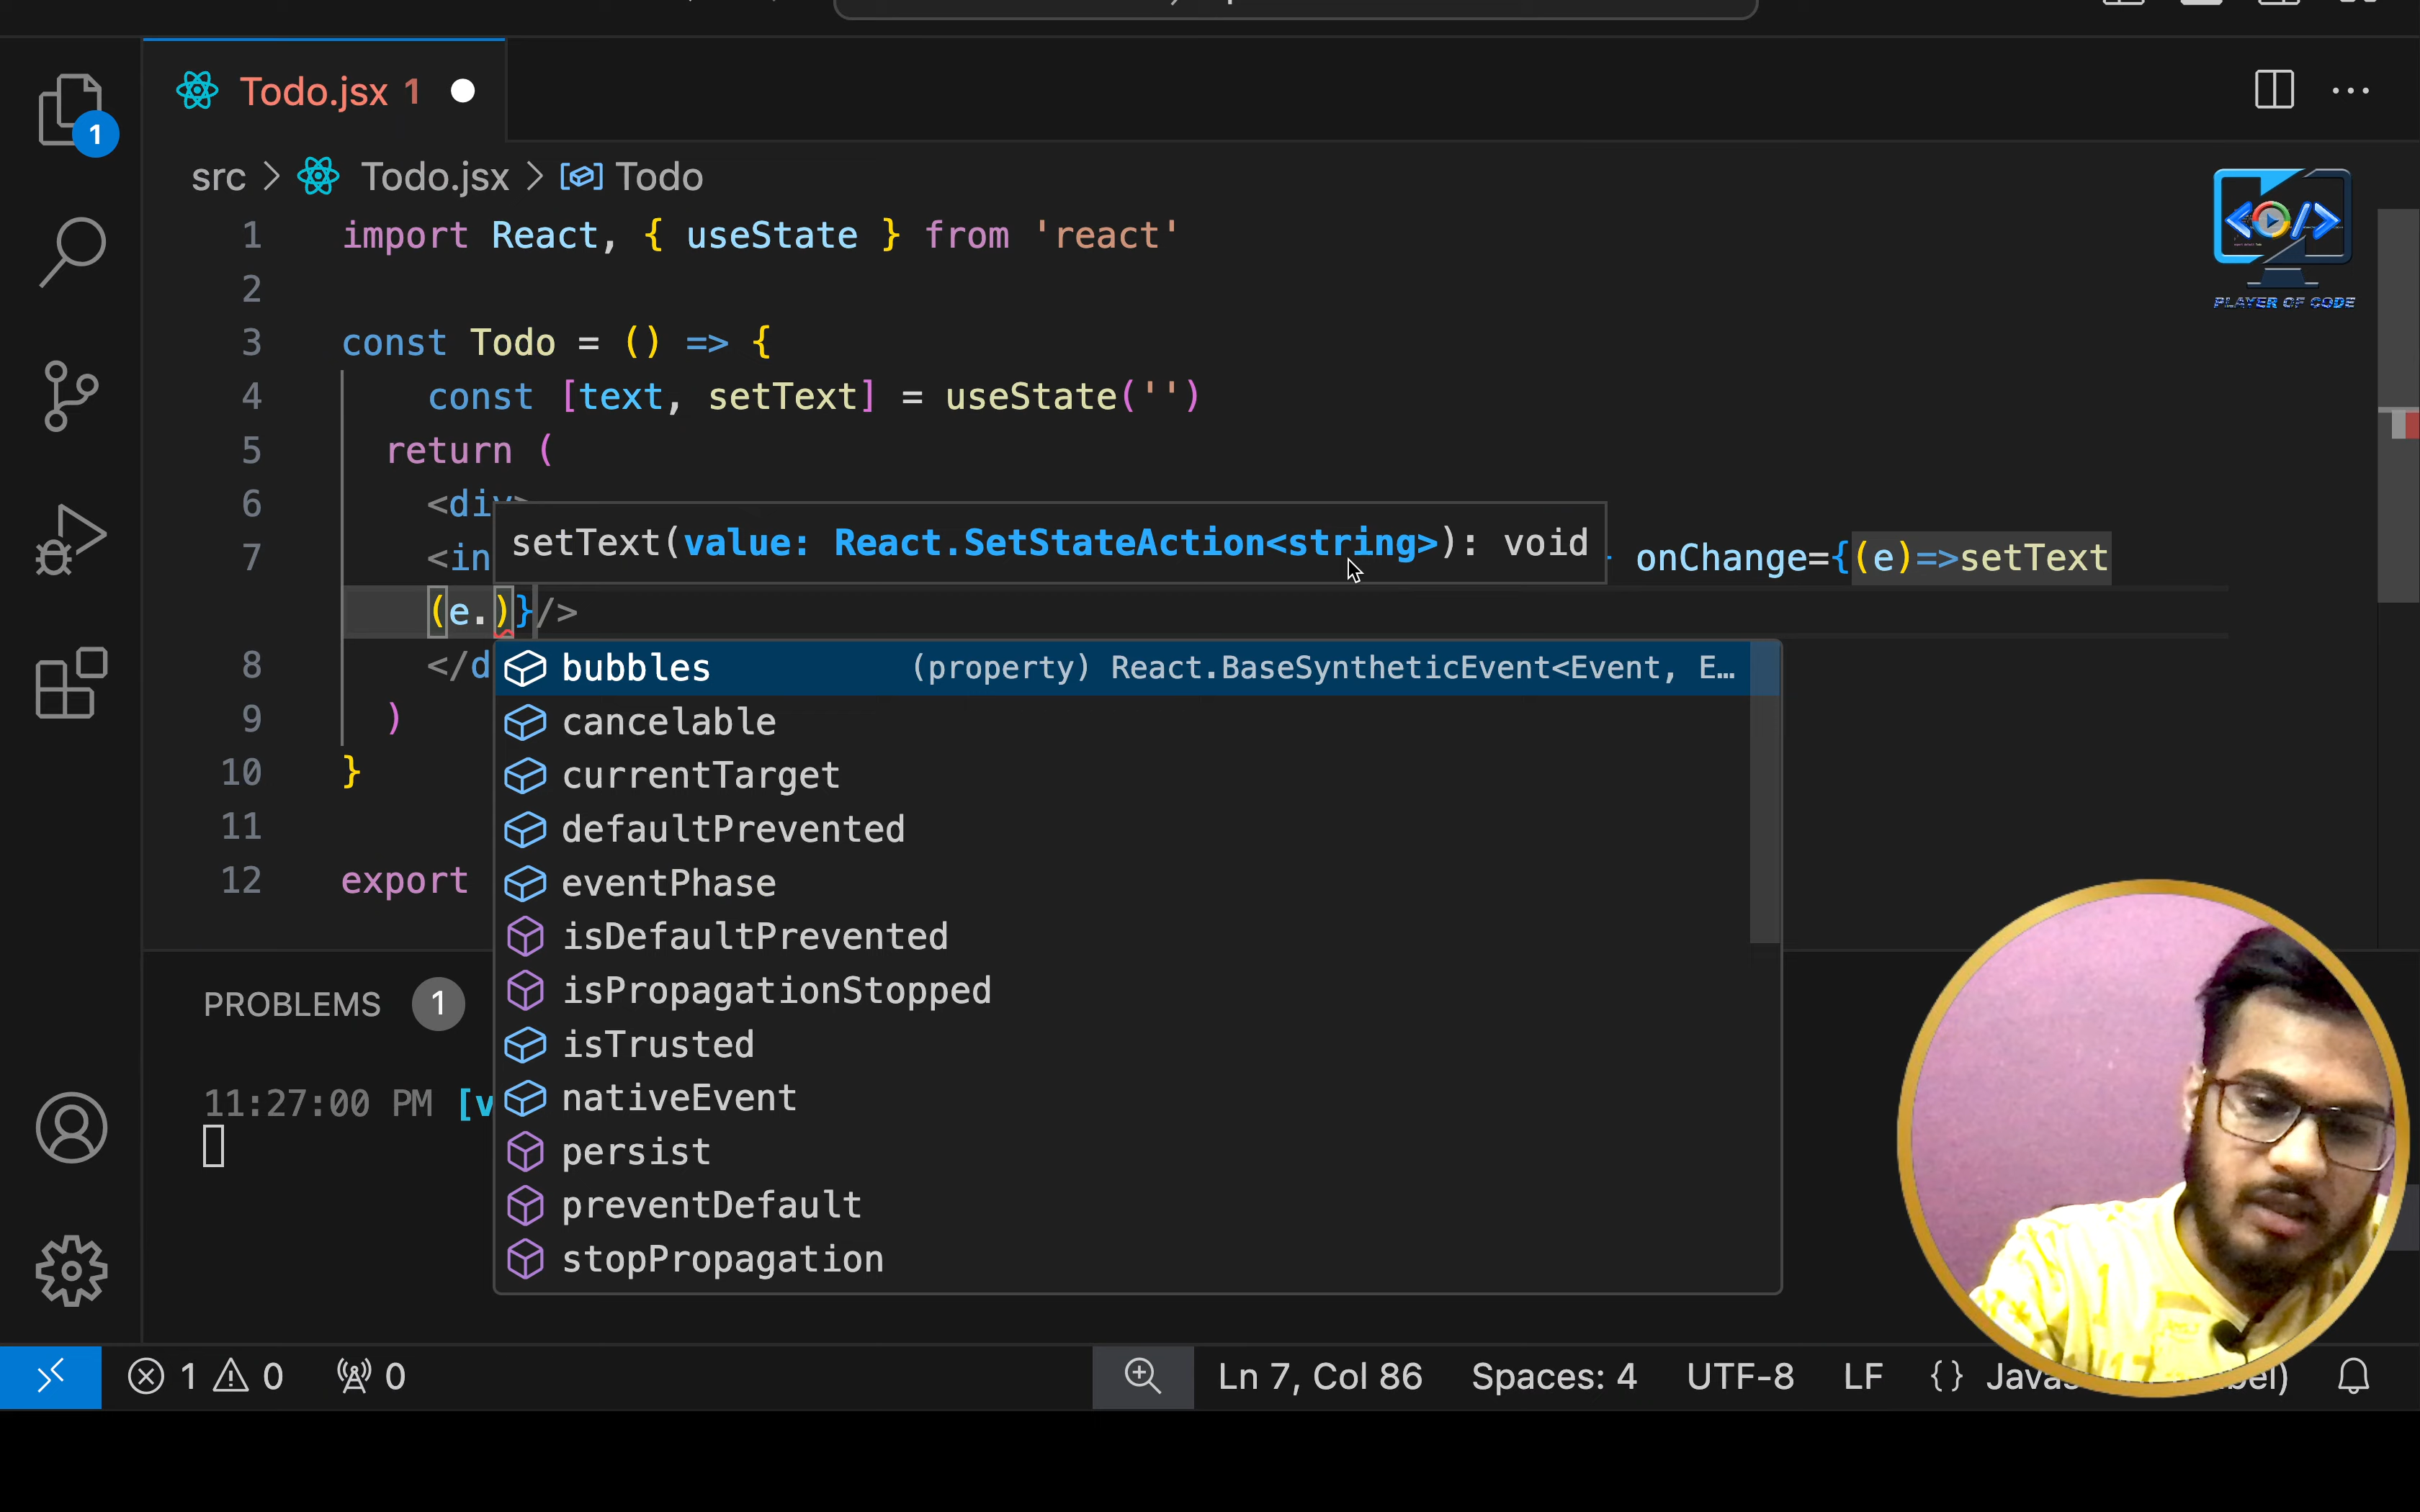 Todo.jsx 1
1
src > Todo.jsx > Todo
PLAYER OF CODE
1 import React, { useState } from 'react'
2
3 const Todo = () => {
4 const [text, setText] = useState('')
5 return (
6 <div>
setText(value: React.SetStateAction<string>): void
7 <in onChange={(e)=>setText
(e.)}/>
bubbles (property) React.BaseSyntheticEvent<Event, E…
8 </d
cancelable
9 )
currentTarget
10 }
defaultPrevented
11
eventPhase
12 export
isDefaultPrevented
isPropagationStopped
PROBLEMS 1
isTrusted
nativeEvent
11:27:00 PM [v
persist
preventDefault
stopPropagation
1 0 0 Ln 7, Col 86 Spaces: 4 UTF-8 LF {}